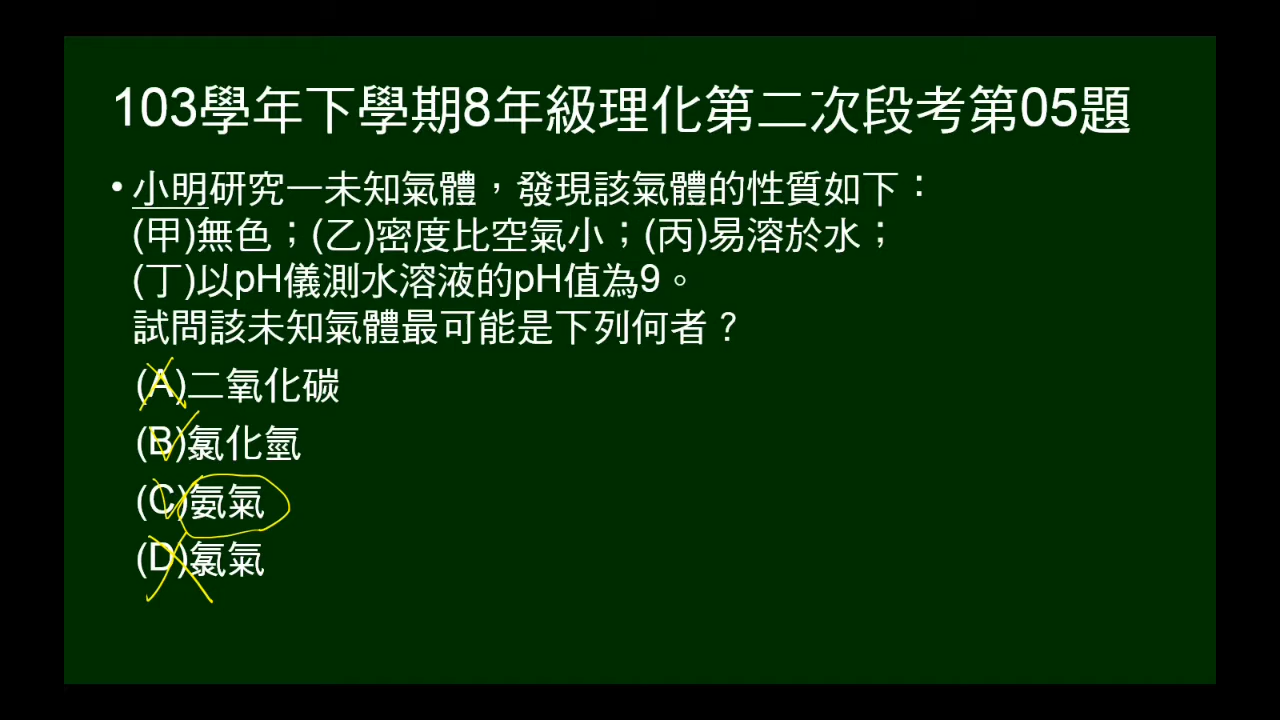 103學年下學期8年級理化第二次段考第05題
•小明研究一未知氣體，發現該氣體的性質如下：
(甲)無色；(乙)密度比空氣小；(丙)易溶於水；
(丁)以pH儀測水溶液的pH值為9。
試問該未知氣體最可能是下列何者？
(A)二氧化碳
(B)氯化氫
(C)氨氣
(D)氯氣